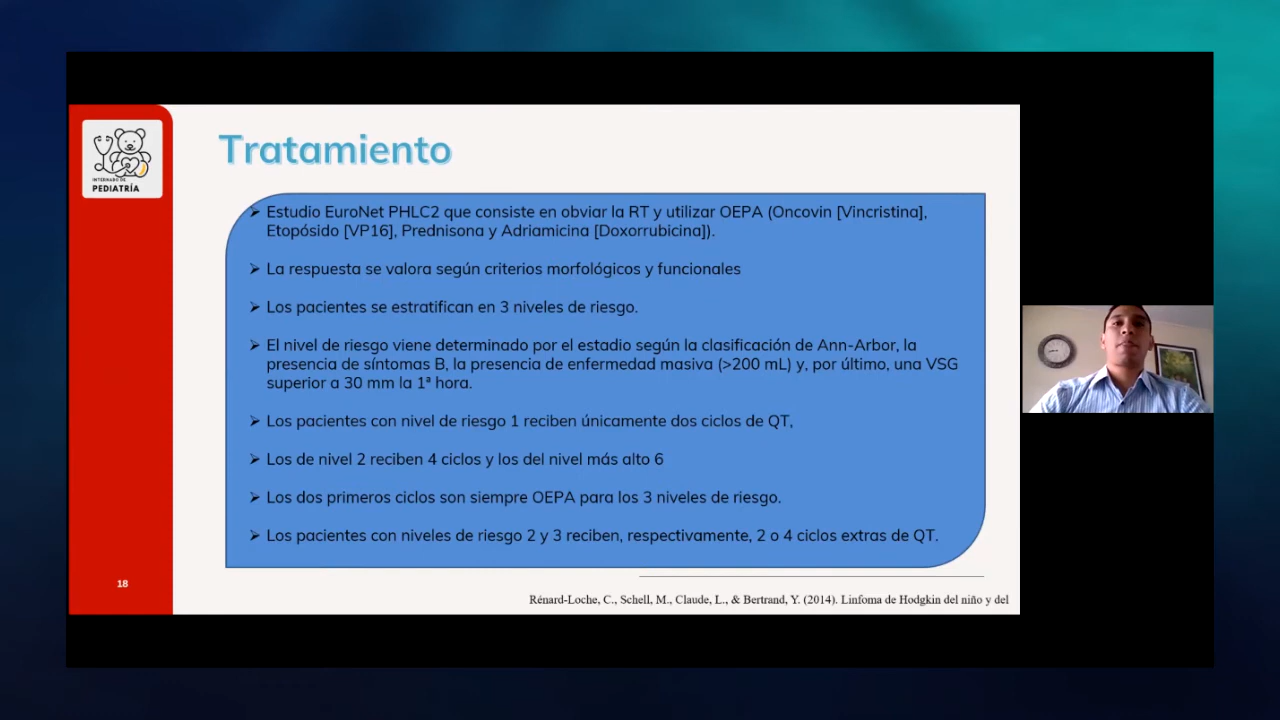 INTERNADO DE
PEDIATRÍA
Tratamiento
➢ Estudio EuroNet PHLC2 que consiste en obviar la RT y utilizar OEPA (Oncovin [Vincristina],
Etopósido [VP16], Prednisona y Adriamicina [Doxorrubicina]).
➢ La respuesta se valora según criterios morfológicos y funcionales
➢ Los pacientes se estratifican en 3 niveles de riesgo.
➢ El nivel de riesgo viene determinado por el estadio según la clasificación de Ann-Arbor, la
presencia de síntomas B, la presencia de enfermedad masiva (>200 mL) y, por último, una VSG
superior a 30 mm la 1ª hora.
➢ Los pacientes con nivel de riesgo 1 reciben únicamente dos ciclos de QT,
➢ Los de nivel 2 reciben 4 ciclos y los del nivel más alto 6
➢ Los dos primeros ciclos son siempre OEPA para los 3 niveles de riesgo.
➢ Los pacientes con niveles de riesgo 2 y 3 reciben, respectivamente, 2 o 4 ciclos extras de QT.
18
Rénard-Loche, C., Schell, M., Claude, L., & Bertrand, Y. (2014). Linfoma de Hodgkin del niño y del